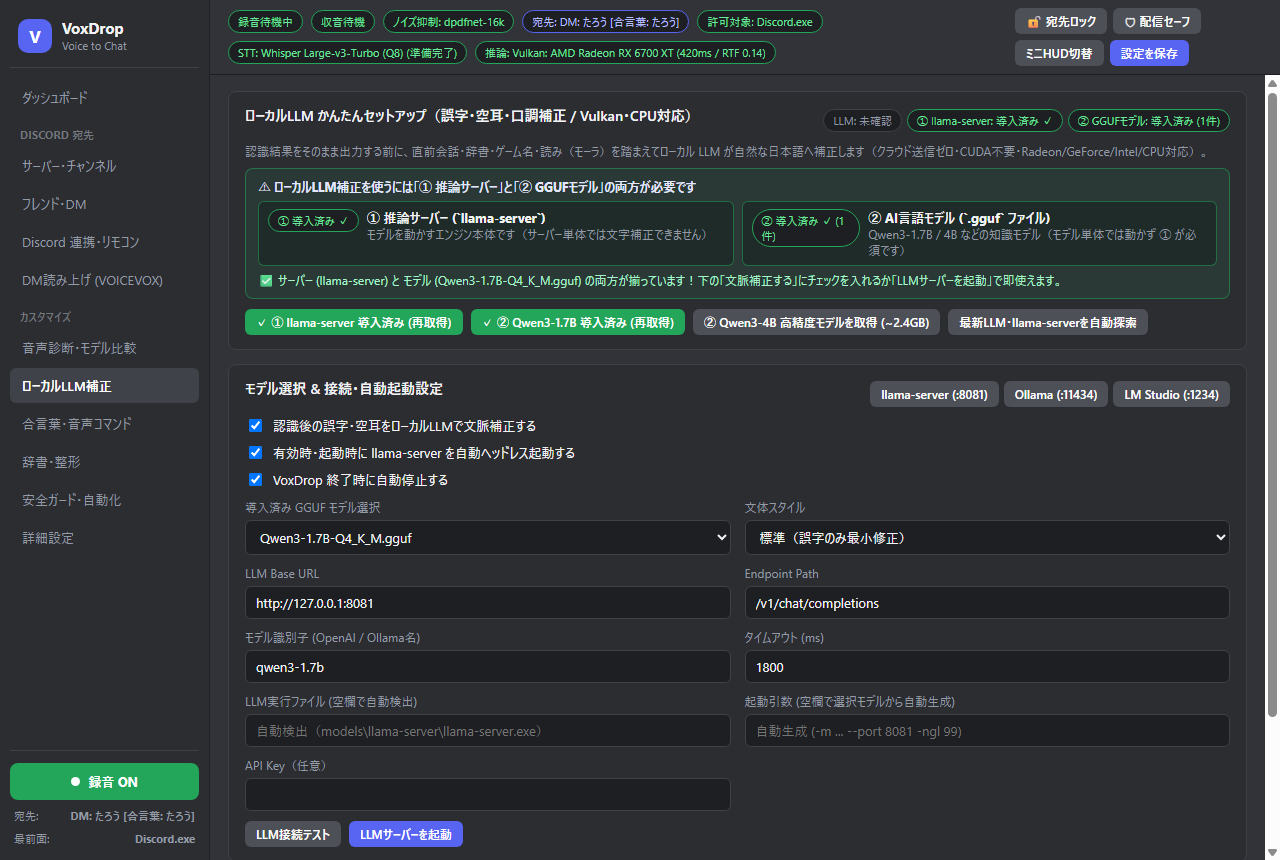 V
VoxDrop
Voice to Chat
ダッシュボード
DISCORD 宛先
サーバー・チャンネル
フレンド・DM
Discord 連携・リモコン
DM読み上げ (VOICEVOX)
カスタマイズ
音声診断・モデル比較
ローカルLLM補正
合言葉・音声コマンド
辞書・整形
安全ガード・自動化
詳細設定
● 録音 ON
宛先: DM: たろう [合言葉: たろう]
最前面: Discord.exe
録音待機中 収音待機 ノイズ抑制: dpdfnet-16k 宛先: DM: たろう [合言葉: たろう] 許可対象: Discord.exe
STT: Whisper Large-v3-Turbo (Q8) (準備完了) 推論: Vulkan: AMD Radeon RX 6700 XT (420ms / RTF 0.14)
🔓 宛先ロック 🛡 配信セーフ
ミニHUD切替 設定を保存
ローカルLLM かんたんセットアップ（誤字・空耳・口調補正 / Vulkan・CPU対応）
LLM: 未確認 ① llama-server: 導入済み ✓ ② GGUFモデル: 導入済み (1件)
認識結果をそのまま出力する前に、直前会話・辞書・ゲーム名・読み（モーラ）を踏まえてローカル LLM が自然な日本語へ補正します（クラウド送信ゼロ・CUDA不要・Radeon/GeForce/Intel/CPU対応）。
⚠ ローカルLLM補正を使うには「① 推論サーバー」と「② GGUFモデル」の両方が必要です
① 導入済み ✓
① 推論サーバー (`llama-server`)
モデルを動かすエンジン本体です（サーバー単体では文字補正できません）
② 導入済み ✓ (1
件)
② AI言語モデル (`.gguf` ファイル)
Qwen3-1.7B / 4B などの知識モデル（モデル単体では動かず ① が必
須です）
✅ サーバー (llama-server) と モデル (Qwen3-1.7B-Q4_K_M.gguf) の両方が揃っています！下の「文脈補正する」にチェックを入れるか「LLMサーバーを起動」で即使えます。
✓ ① llama-server 導入済み (再取得) ✓ ② Qwen3-1.7B 導入済み (再取得) ② Qwen3-4B 高精度モデルを取得 (~2.4GB) 最新LLM・llama-serverを自動探索
モデル選択 & 接続・自動起動設定
llama-server (:8081) Ollama (:11434) LM Studio (:1234)
認識後の誤字・空耳をローカルLLMで文脈補正する
有効時・起動時に llama-server を自動ヘッドレス起動する
VoxDrop 終了時に自動停止する
導入済み GGUF モデル選択 文体スタイル
Qwen3-1.7B-Q4_K_M.gguf 標準（誤字のみ最小修正）
LLM Base URL Endpoint Path
http://127.0.0.1:8081 /v1/chat/completions
モデル識別子 (OpenAI / Ollama名) タイムアウト (ms)
qwen3-1.7b 1800
LLM実行ファイル (空欄で自動検出) 起動引数 (空欄で選択モデルから自動生成)
自動検出（models\llama-server\llama-server.exe） 自動生成 (-m ... --port 8081 -ngl 99)
API Key（任意）
LLM接続テスト LLMサーバーを起動